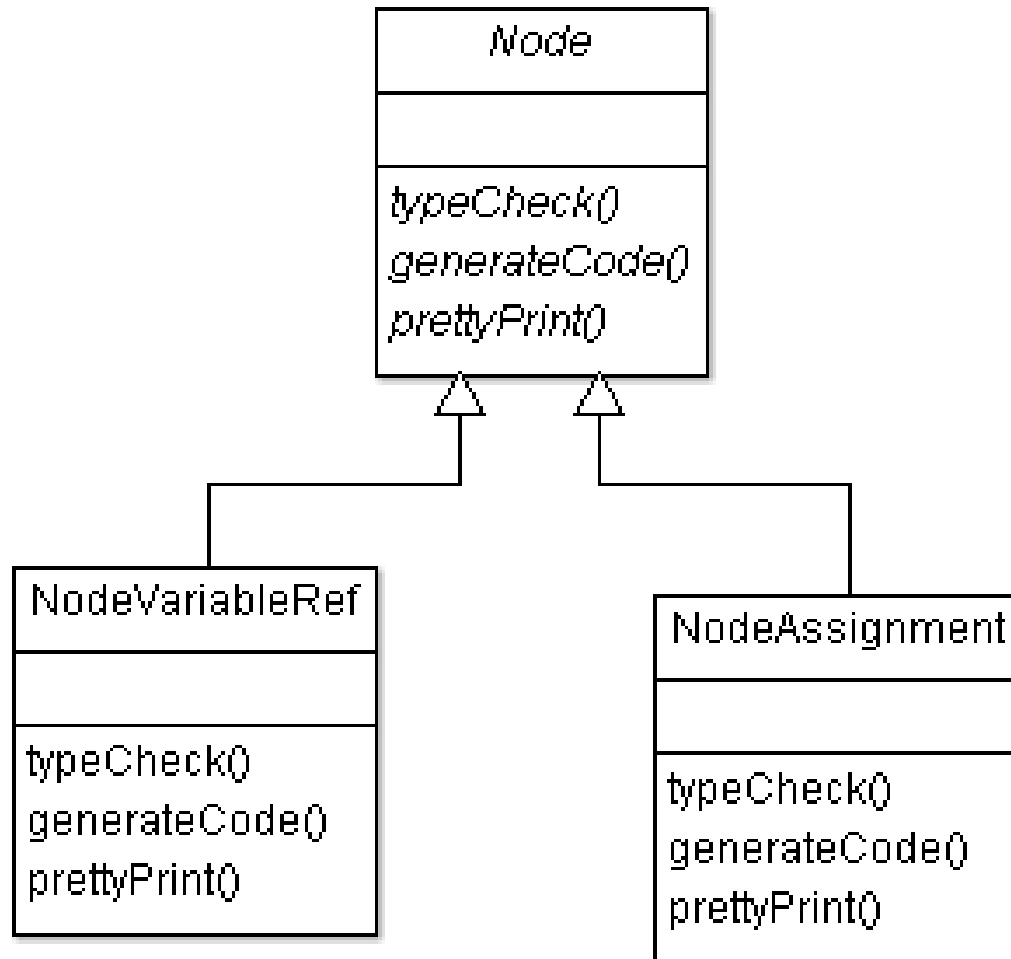 Node
typeCheck()
generateCode()
prettyPrint()
NodeVariableRef
typeCheck()
generateCode()
prettyPrint()
NodeAssignment
typeCheck()
generateCode()
prettyPrint()